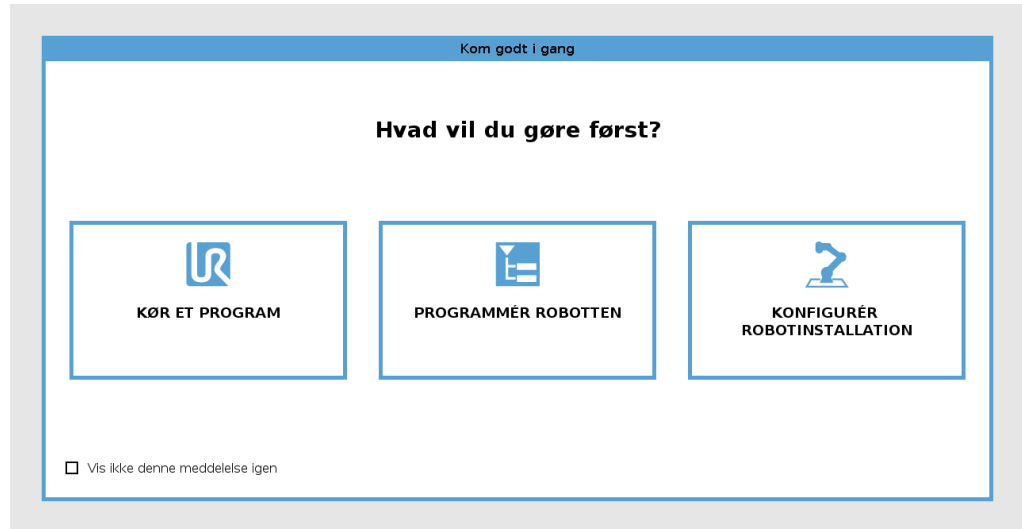 Kom godt i gang
Hvad vil du gøre først?
KØR ET PROGRAM
PROGRAMMÉR ROBOTTEN
KONFIGURÉR
ROBOTINSTALLATION
Vis ikke denne meddelelse igen